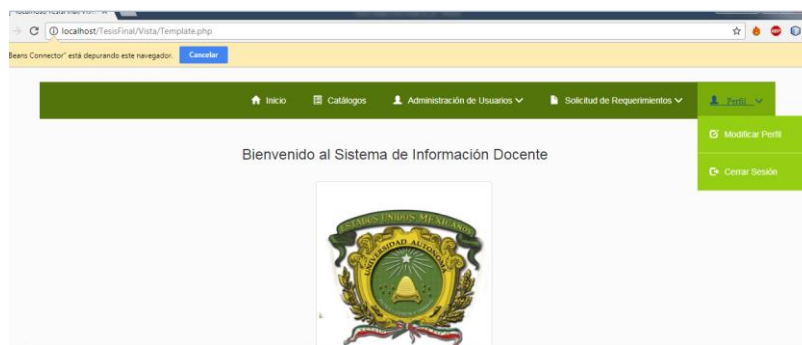 localhost/TesisFinal/Vista/Template.php
Beans Connector" está depurando este navegador. Cancelar
Inicio Catálogos Administración de Usuarios Solicitud de Requerimientos Perfil
Modificar Perfil
Cerrar Sesión
Bienvenido al Sistema de Información Docente
ESTADOS UNIDOS MEXICANOS
UNIVERSIDAD AUTONOMA